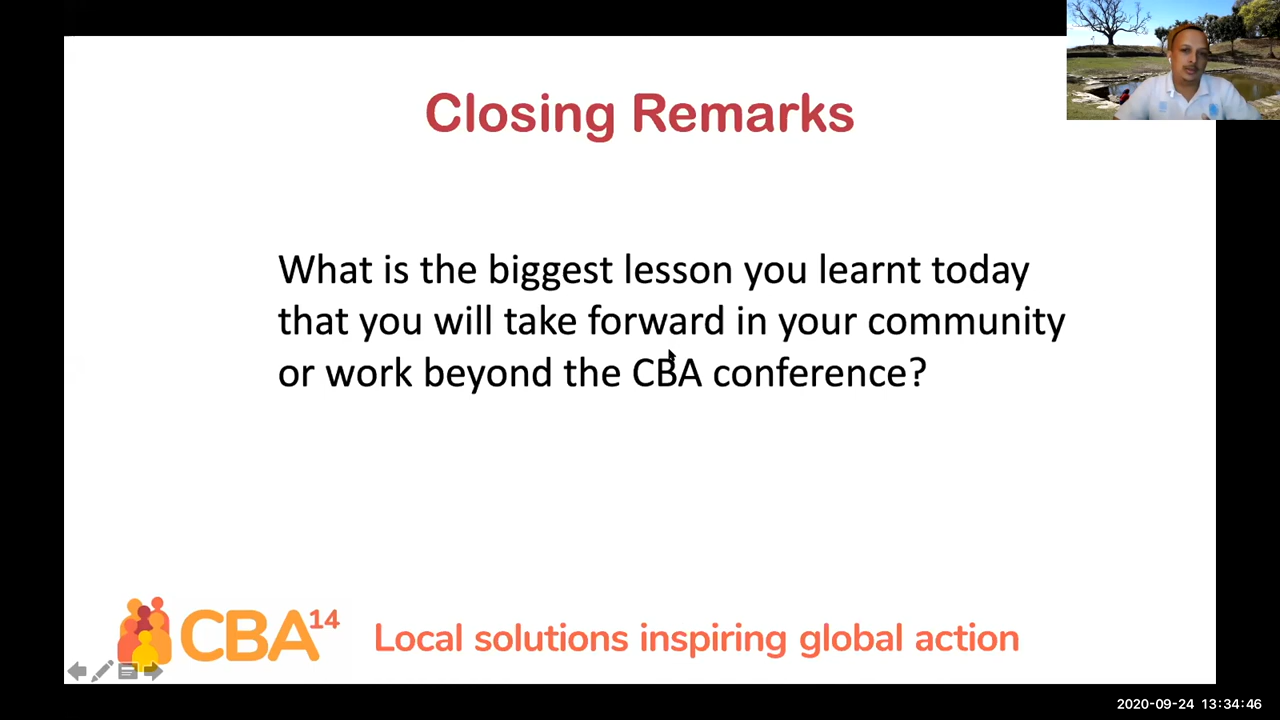 Closing Remarks
What is the biggest lesson you learnt today
that you will take forward in your community
or work beyond the CBA conference?
CBA14
Local solutions inspiring global action
2020-09-24 13:34:46